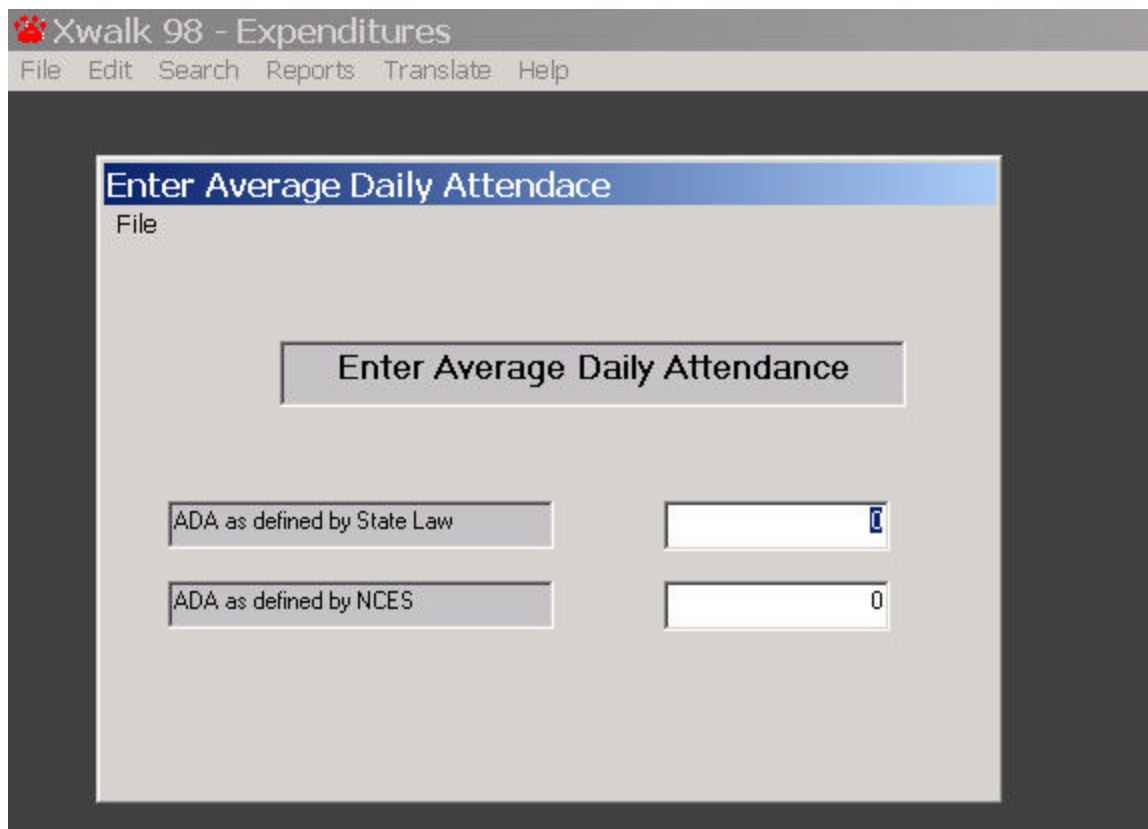 Xwalk 98 - Expenditures
File Edit Search Reports Translate Help
Enter Average Daily Attendace
File
Enter Average Daily Attendance
ADA as defined by State Law 0
ADA as defined by NCES 0